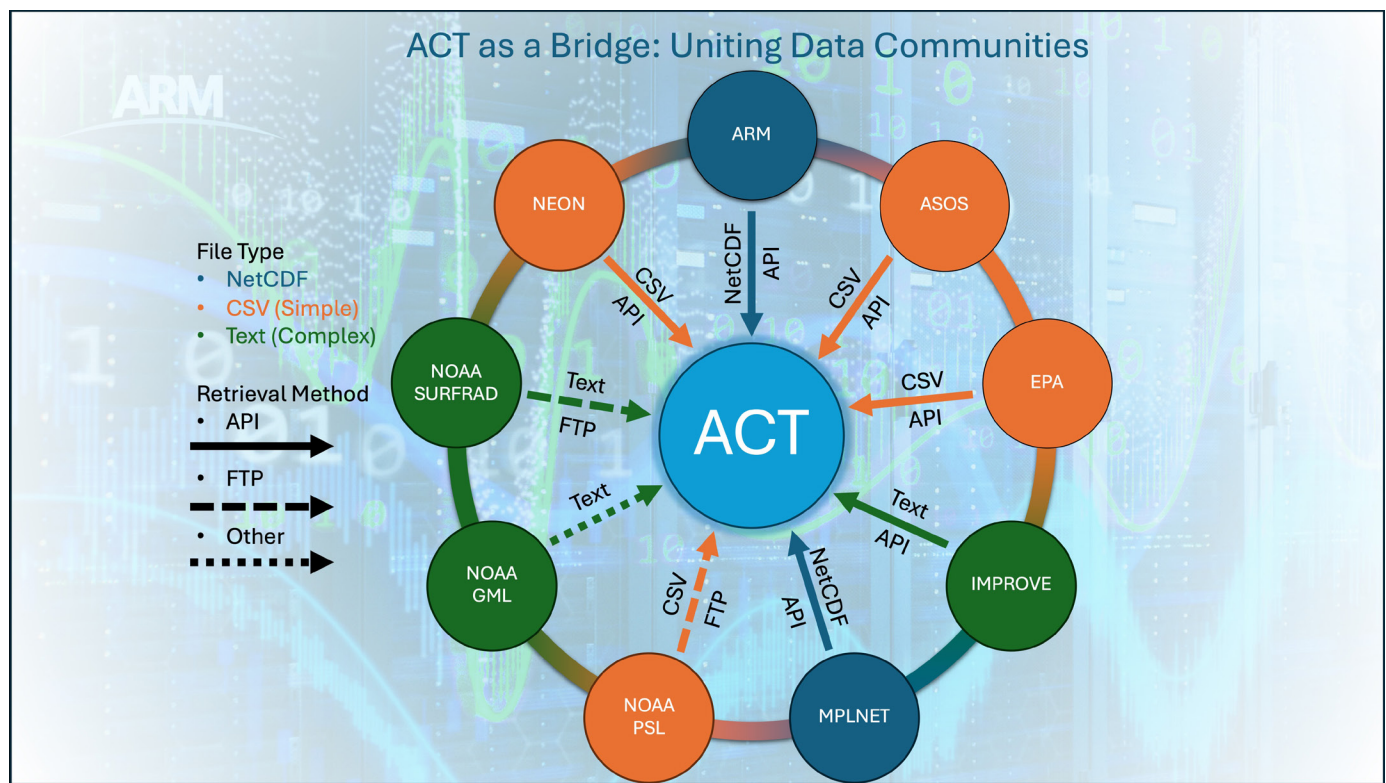 ACT as a Bridge: Uniting Data Communities
ARM
ARM
NEON
ASOS
NetCDF
API
CSV
API
CSV
API
File Type
• NetCDF
• CSV (Simple)
• Text (Complex)
NOAA
SURFRAD
EPA
Text
FTP
CSV
API
ACT
Retrieval Method
• API
• FTP
• Other
Text
Text
API
NOAA
GML
IMPROVE
CSV
FTP
NetCDF
API
NOAA
PSL
MPLNET